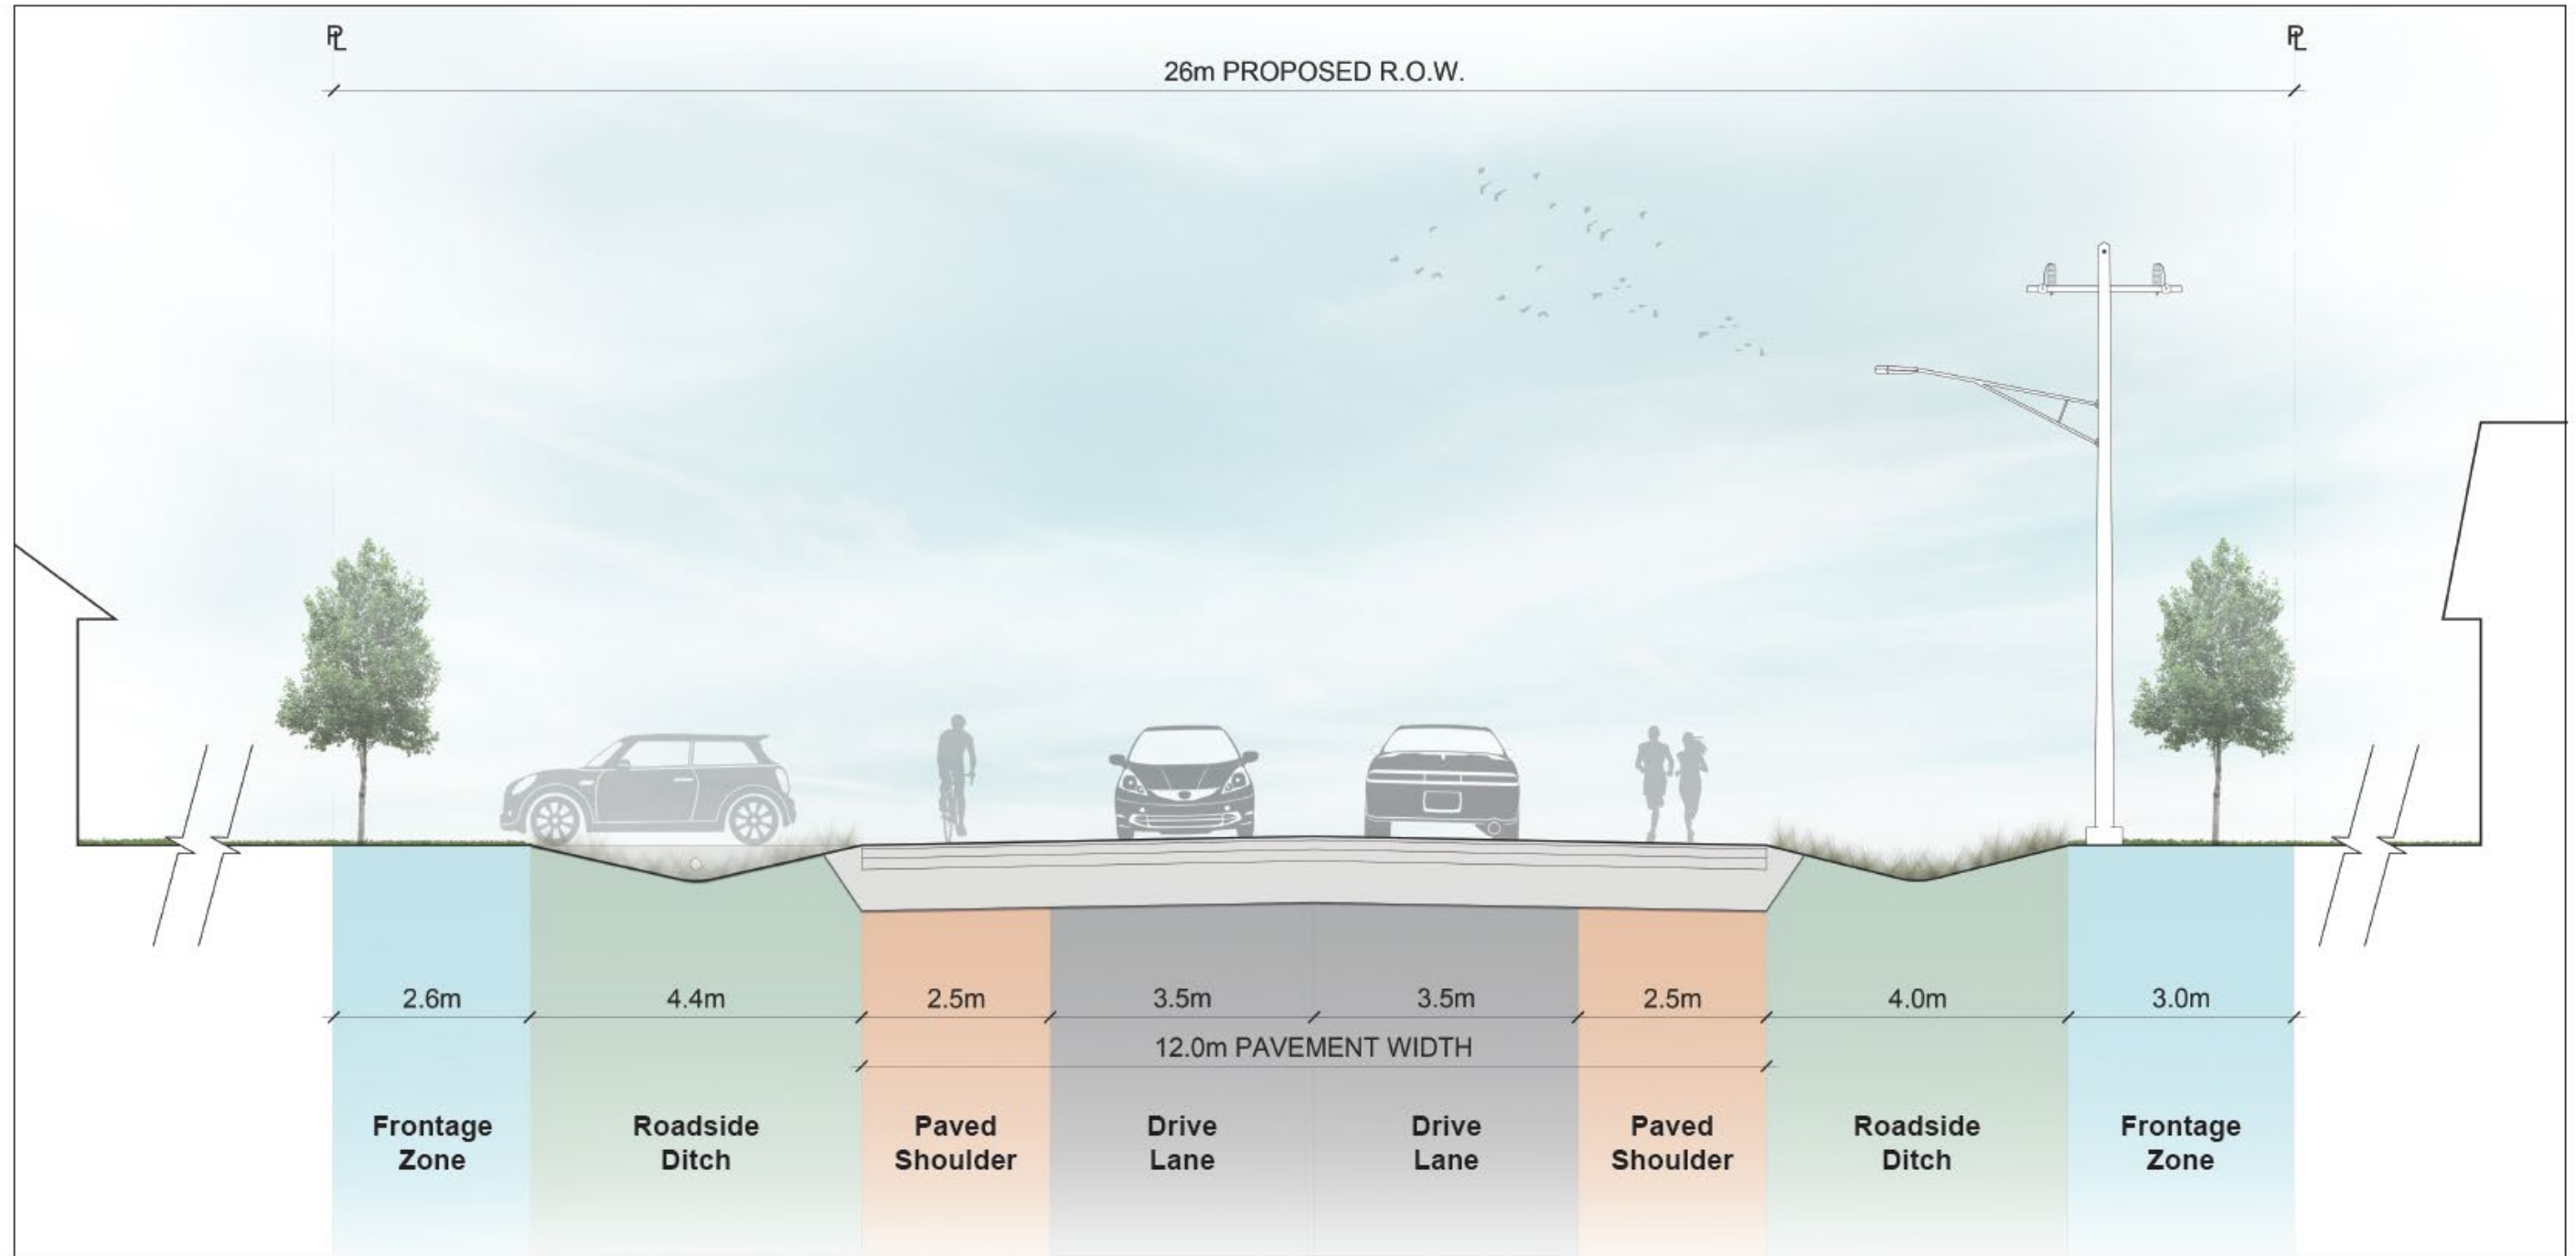 PL PL
26m PROPOSED R.O.W.
2.6m 4.4m 2.5m 3.5m 3.5m 2.5m 4.0m 3.0m
12.0m PAVEMENT WIDTH
Frontage Roadside Paved Drive Drive Paved Roadside Frontage
Zone Ditch Shoulder Lane Lane Shoulder Ditch Zone